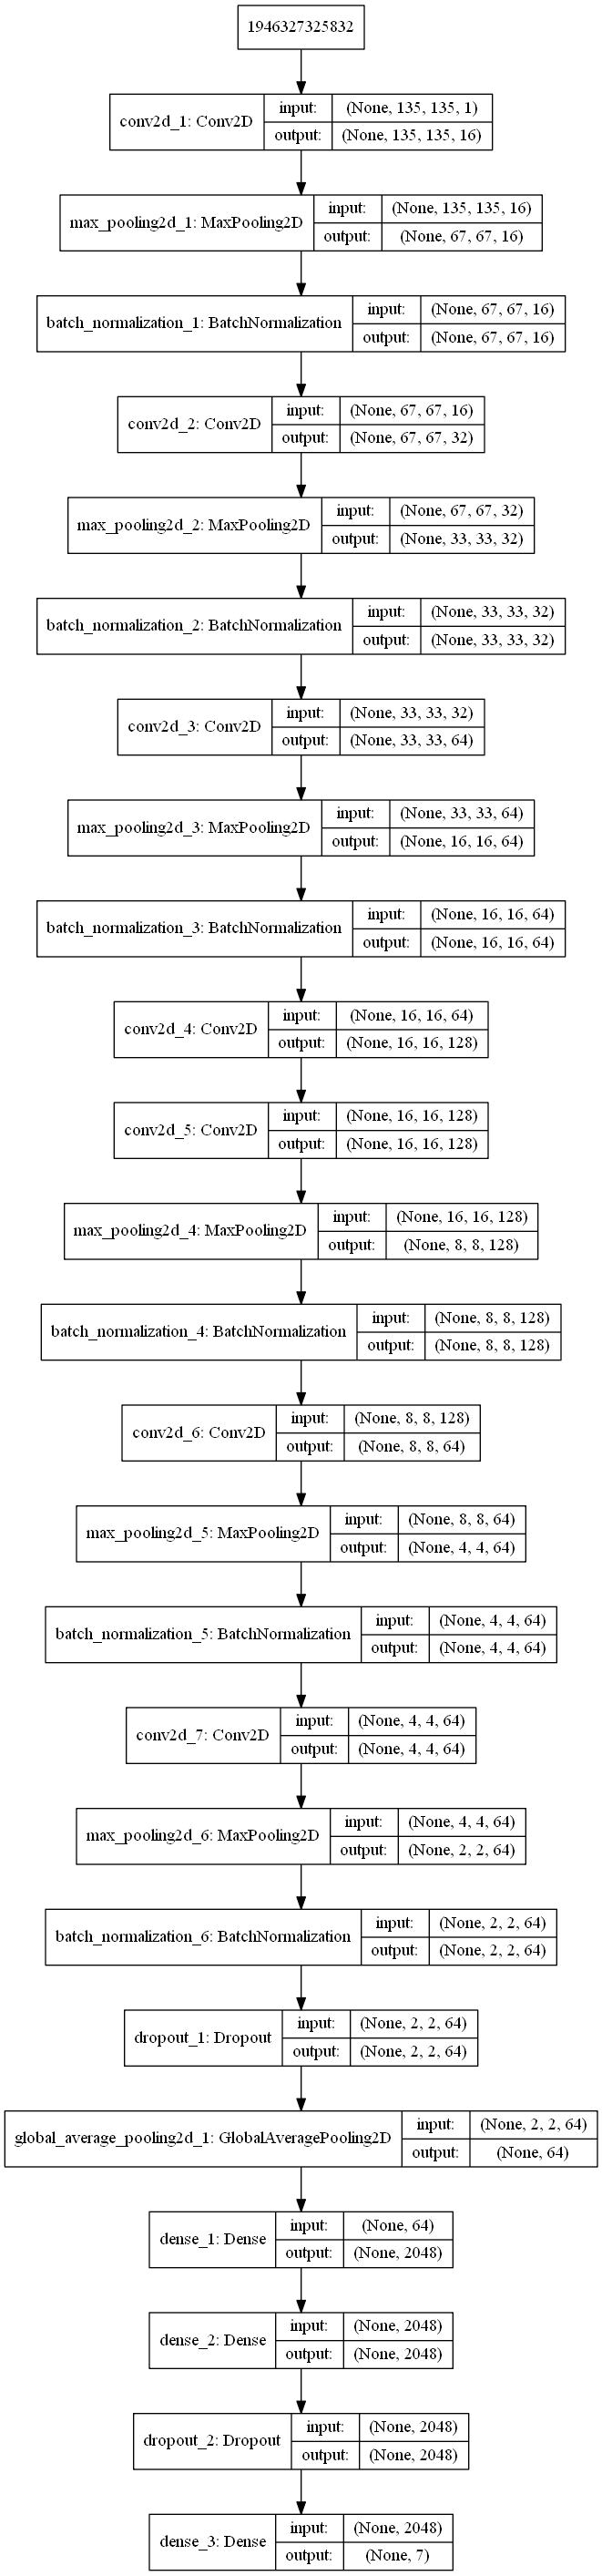 1946327325832
conv2d_1: Conv2D
input: (None, 135, 135, 1)
output: (None, 135, 135, 16)
max_pooling2d_1: MaxPooling2D
input: (None, 135, 135, 16)
output: (None, 67, 67, 16)
batch_normalization_1: BatchNormalization
input: (None, 67, 67, 16)
output: (None, 67, 67, 16)
conv2d_2: Conv2D
input: (None, 67, 67, 16)
output: (None, 67, 67, 32)
max_pooling2d_2: MaxPooling2D
input: (None, 67, 67, 32)
output: (None, 33, 33, 32)
batch_normalization_2: BatchNormalization
input: (None, 33, 33, 32)
output: (None, 33, 33, 32)
conv2d_3: Conv2D
input: (None, 33, 33, 32)
output: (None, 33, 33, 64)
max_pooling2d_3: MaxPooling2D
input: (None, 33, 33, 64)
output: (None, 16, 16, 64)
batch_normalization_3: BatchNormalization
input: (None, 16, 16, 64)
output: (None, 16, 16, 64)
conv2d_4: Conv2D
input: (None, 16, 16, 64)
output: (None, 16, 16, 128)
conv2d_5: Conv2D
input: (None, 16, 16, 128)
output: (None, 16, 16, 128)
max_pooling2d_4: MaxPooling2D
input: (None, 16, 16, 128)
output: (None, 8, 8, 128)
batch_normalization_4: BatchNormalization
input: (None, 8, 8, 128)
output: (None, 8, 8, 128)
conv2d_6: Conv2D
input: (None, 8, 8, 128)
output: (None, 8, 8, 64)
max_pooling2d_5: MaxPooling2D
input: (None, 8, 8, 64)
output: (None, 4, 4, 64)
batch_normalization_5: BatchNormalization
input: (None, 4, 4, 64)
output: (None, 4, 4, 64)
conv2d_7: Conv2D
input: (None, 4, 4, 64)
output: (None, 4, 4, 64)
max_pooling2d_6: MaxPooling2D
input: (None, 4, 4, 64)
output: (None, 2, 2, 64)
batch_normalization_6: BatchNormalization
input: (None, 2, 2, 64)
output: (None, 2, 2, 64)
dropout_1: Dropout
input: (None, 2, 2, 64)
output: (None, 2, 2, 64)
global_average_pooling2d_1: GlobalAveragePooling2D
input: (None, 2, 2, 64)
output: (None, 64)
dense_1: Dense
input: (None, 64)
output: (None, 2048)
dense_2: Dense
input: (None, 2048)
output: (None, 2048)
dropout_2: Dropout
input: (None, 2048)
output: (None, 2048)
dense_3: Dense
input: (None, 2048)
output: (None, 7)